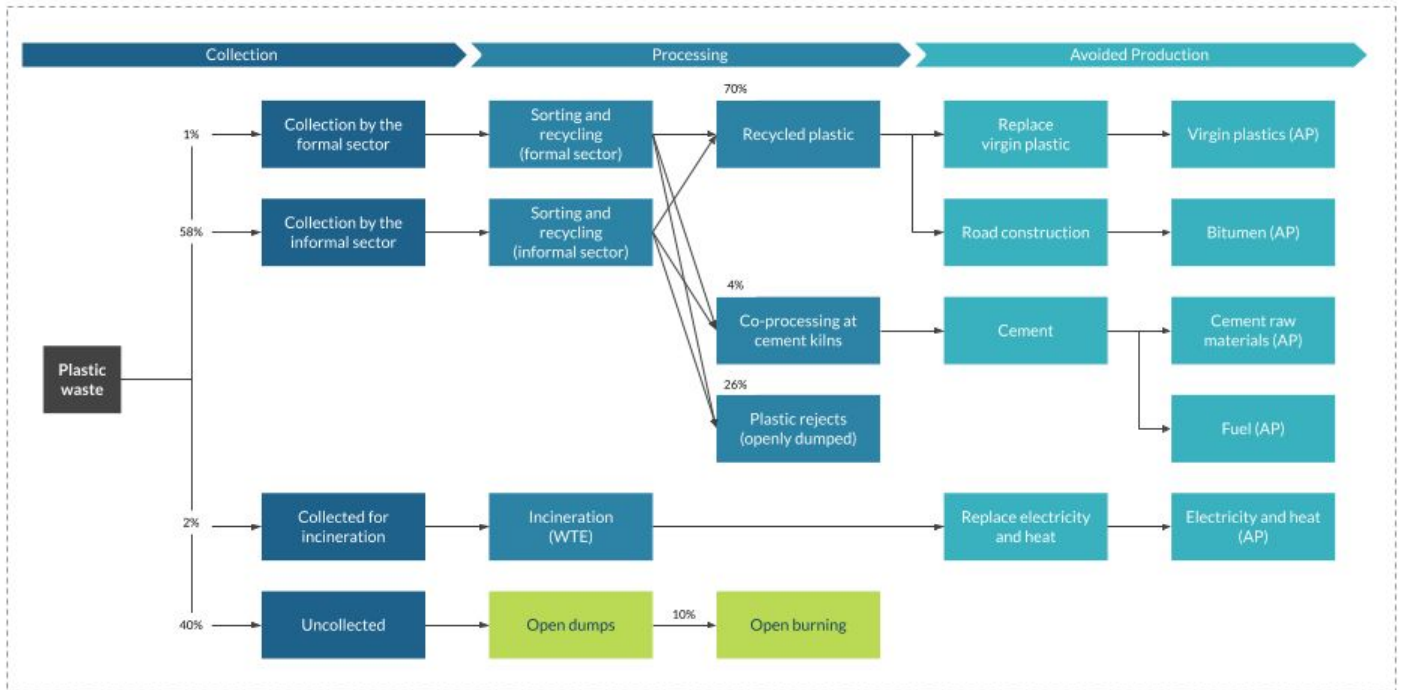 Collection
Processing
Avoided Production
70%
1%
Collection by the
formal sector
Sorting and
recycling
(formal sector)
Recycled plastic
Replace
virgin plastic
Virgin plastics (AP)
58%
Collection by the
informal sector
Sorting and
recycling
(informal sector)
Road construction
Bitumen (AP)
4%
Co-processing at
cement kilns
Cement
Cement raw
materials (AP)
Plastic
waste
26%
Plastic rejects
(openly dumped)
Fuel (AP)
2%
Collected for
incineration
Incineration
(WTE)
Replace electricity
and heat
Electricity and heat
(AP)
40%
Uncollected
Open dumps
10%
Open burning